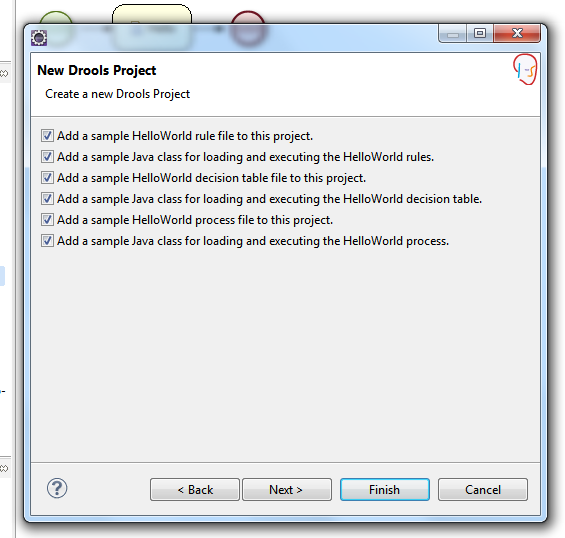 New Drools Project
Create a new Drools Project
Add a sample HelloWorld rule file to this project.
Add a sample Java class for loading and executing the HelloWorld rules.
Add a sample HelloWorld decision table file to this project.
Add a sample Java class for loading and executing the HelloWorld decision table.
Add a sample HelloWorld process file to this project.
Add a sample Java class for loading and executing the HelloWorld process.
< Back
Next >
Finish
Cancel